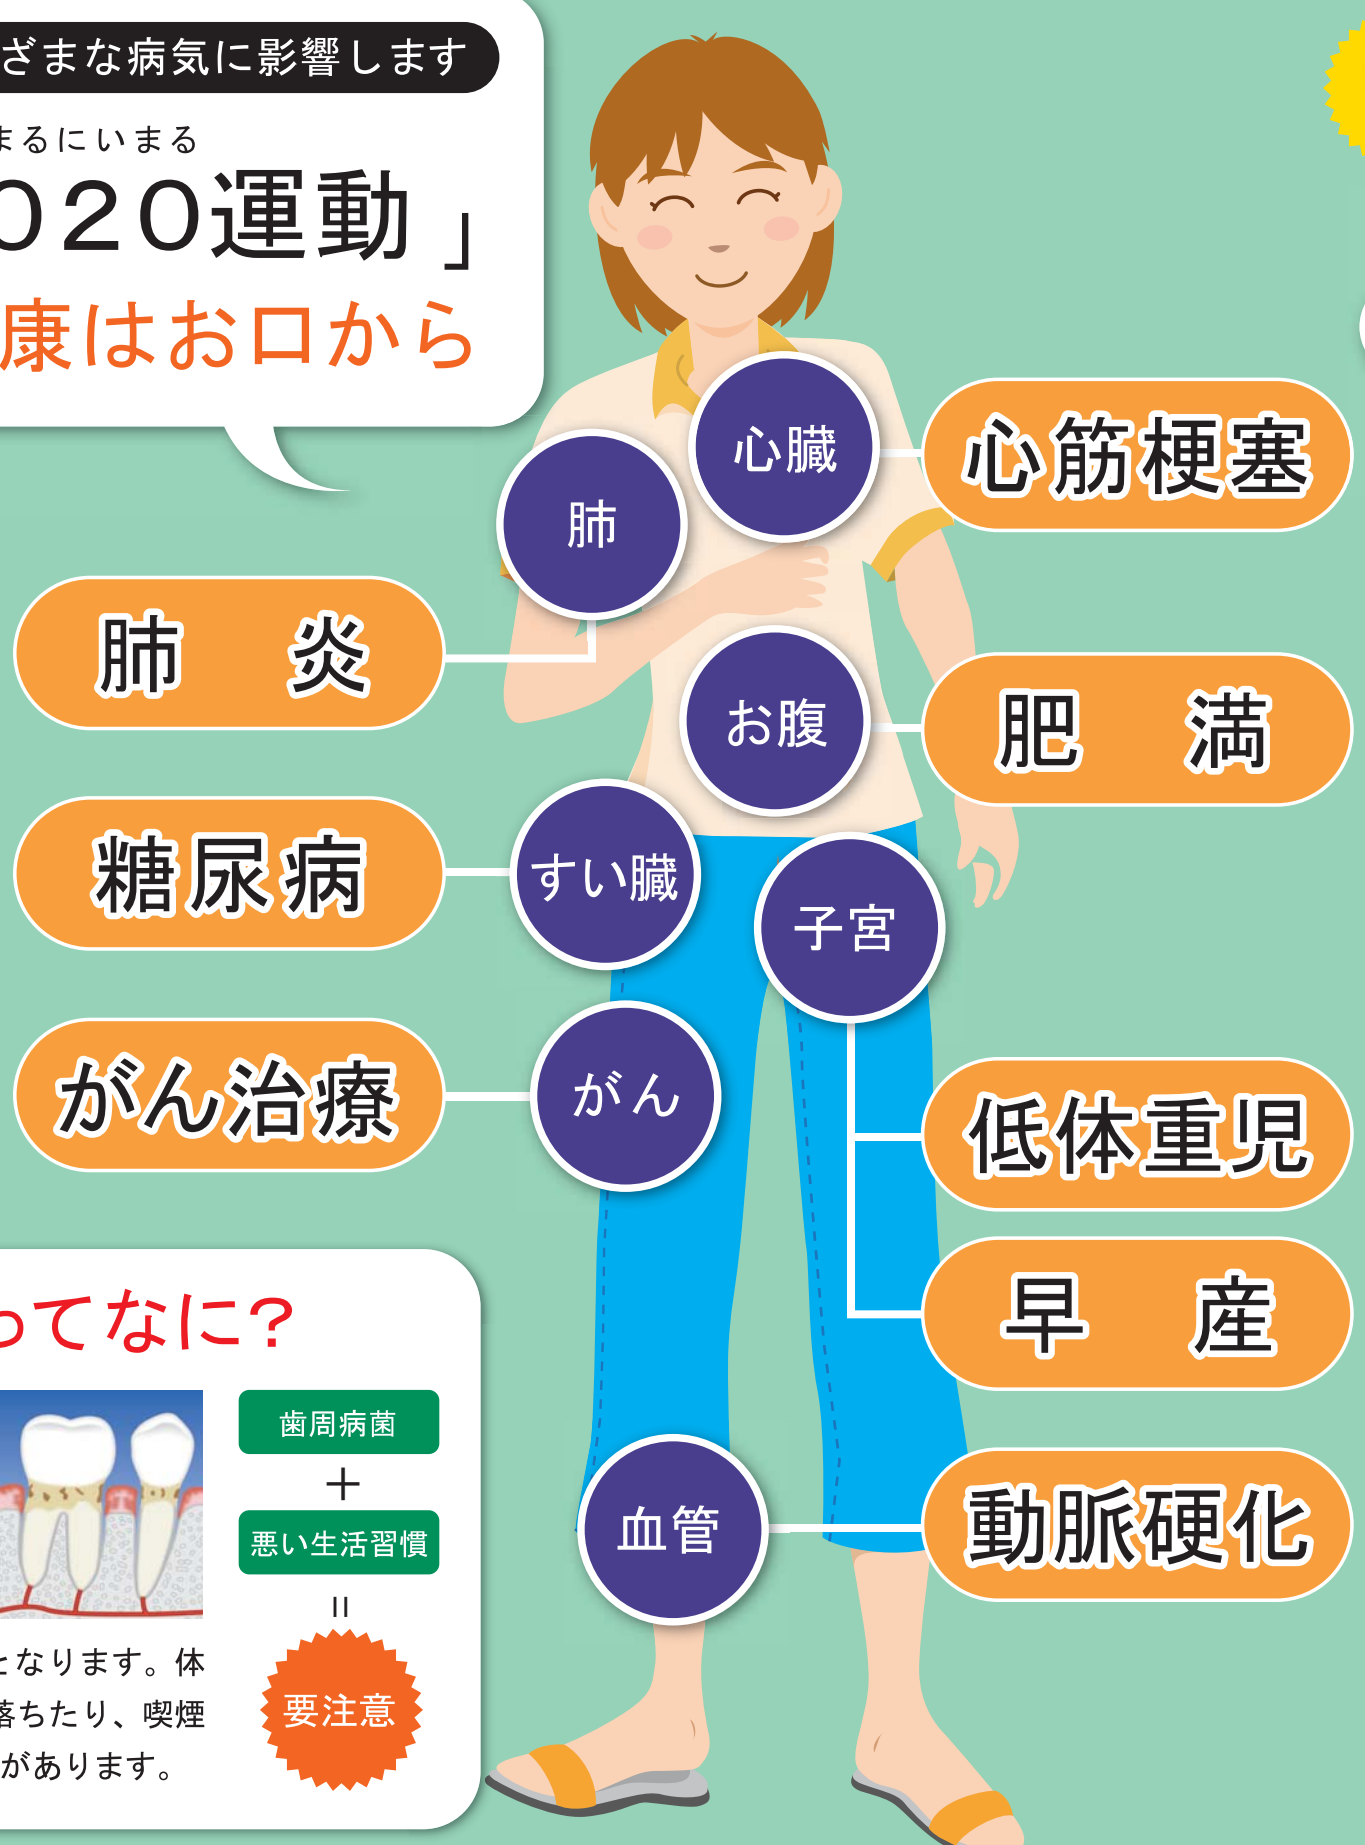 ざまな病気に影響します
まるにいまる
020運動」
康はお口から
心臓
心筋梗塞
肺
肺 炎
お腹
肥 満
すい臓
糖尿病
子宮
がん
がん治療
低体重児
早 産
血管
動脈硬化
ってなに?
歯周病菌
+
悪い生活習慣
=
要注意
となります。体
落ちたり、喫煙
があります。